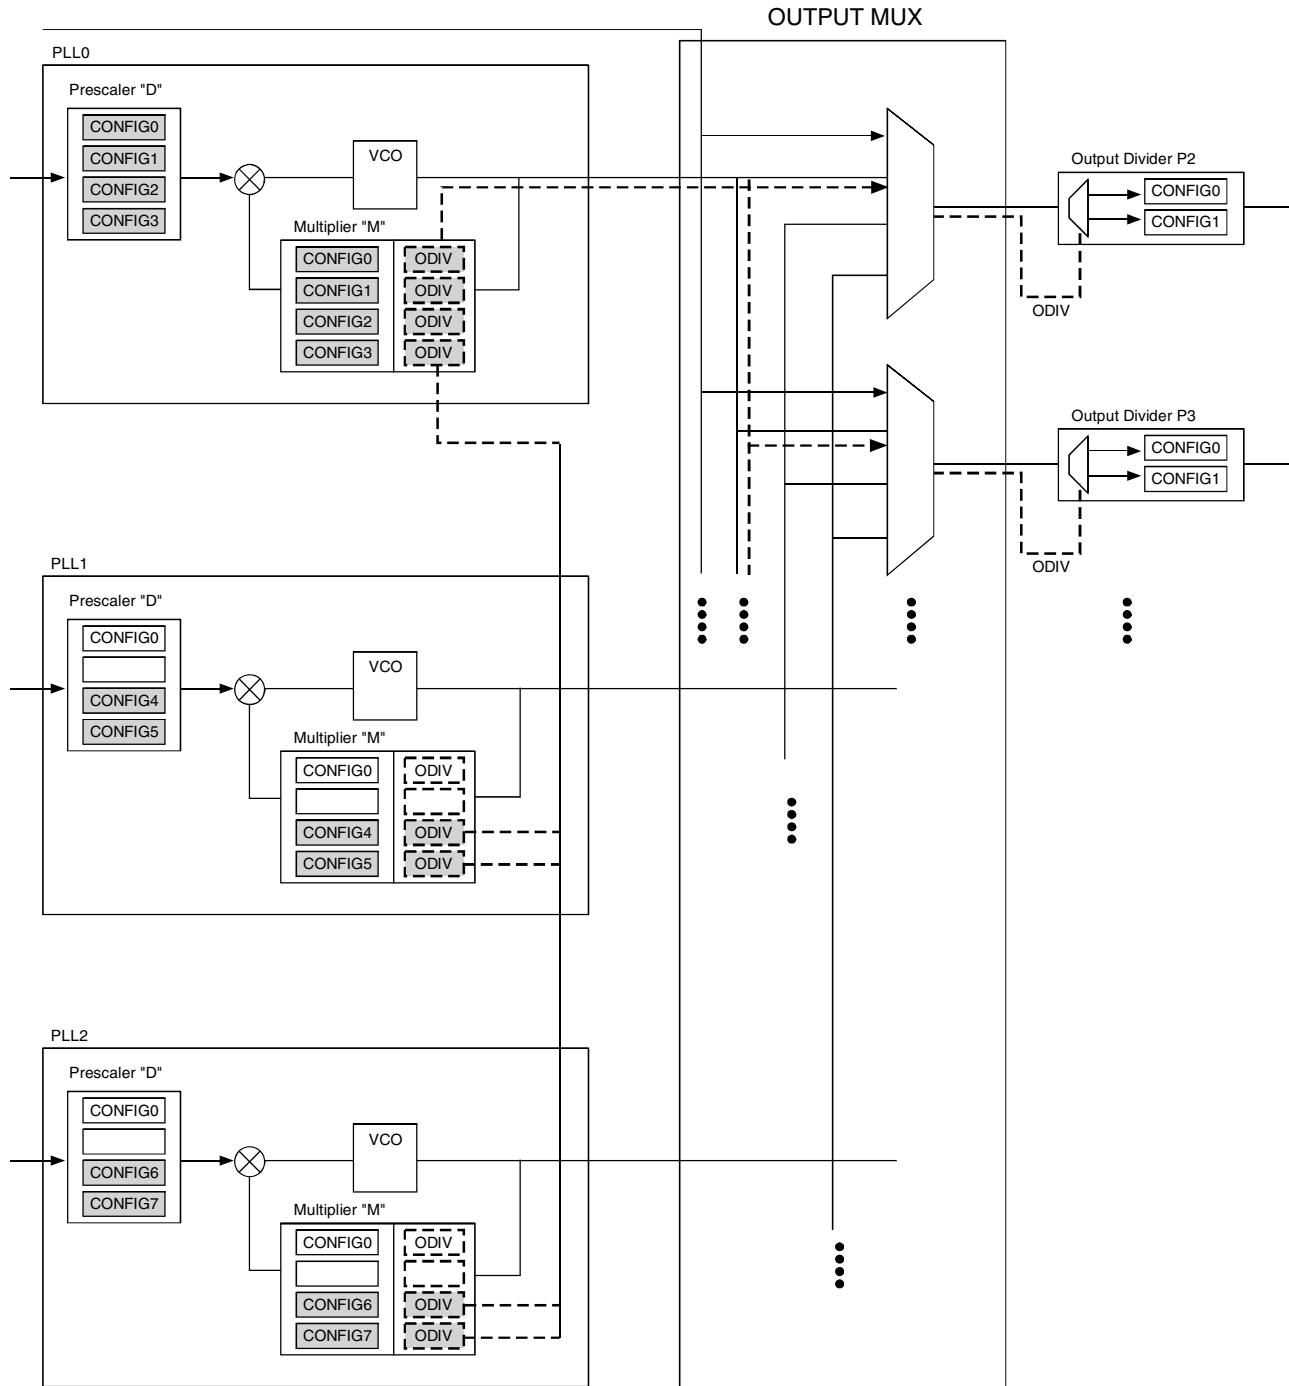 OUTPUT MUX
PLL0
Prescaler "D"
CONFIG0
CONFIG1
CONFIG2
CONFIG3
VCO
Multiplier "M"
CONFIG0 ODIV
CONFIG1 ODIV
CONFIG2 ODIV
CONFIG3 ODIV
Output Divider P2
CONFIG0
CONFIG1
ODIV
Output Divider P3
CONFIG0
CONFIG1
ODIV
PLL1
Prescaler "D"
CONFIG0
CONFIG4
CONFIG5
VCO
Multiplier "M"
CONFIG0 ODIV
CONFIG4 ODIV
CONFIG5 ODIV
PLL2
Prescaler "D"
CONFIG0
CONFIG6
CONFIG7
VCO
Multiplier "M"
CONFIG0 ODIV
CONFIG6 ODIV
CONFIG7 ODIV